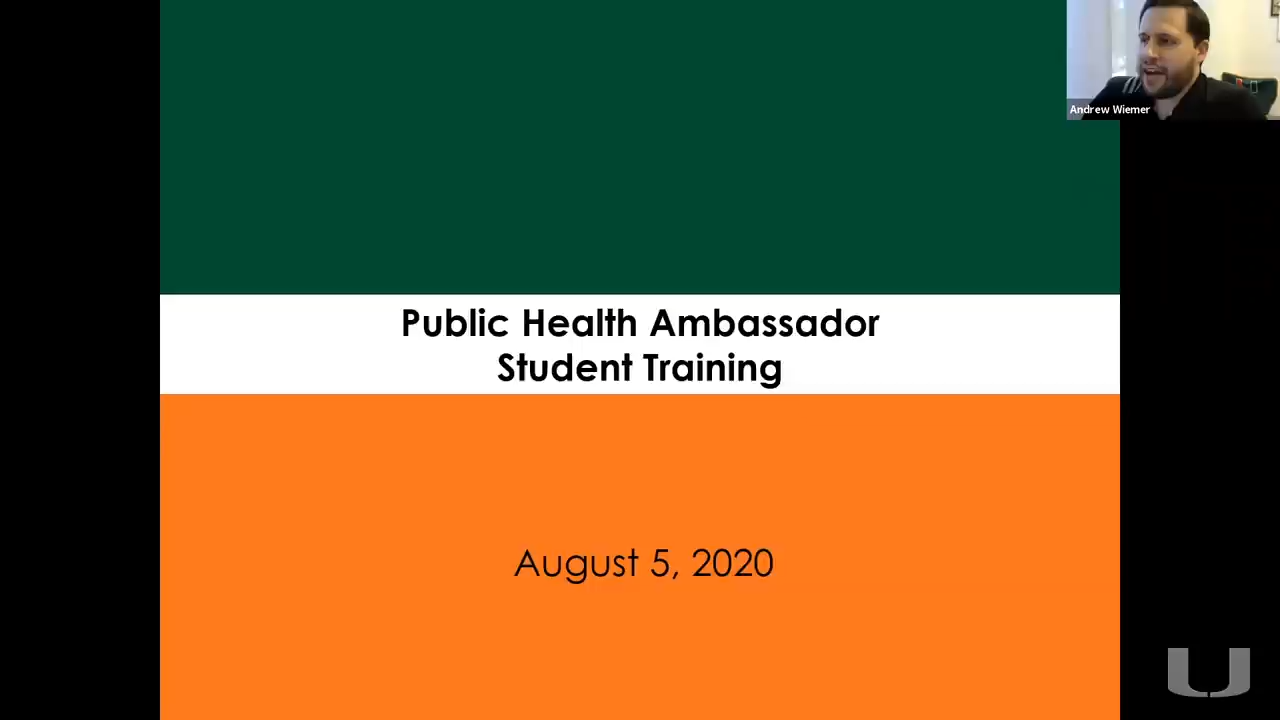 Andrew Wiemer
Public Health Ambassador
Student Training
August 5, 2020
U